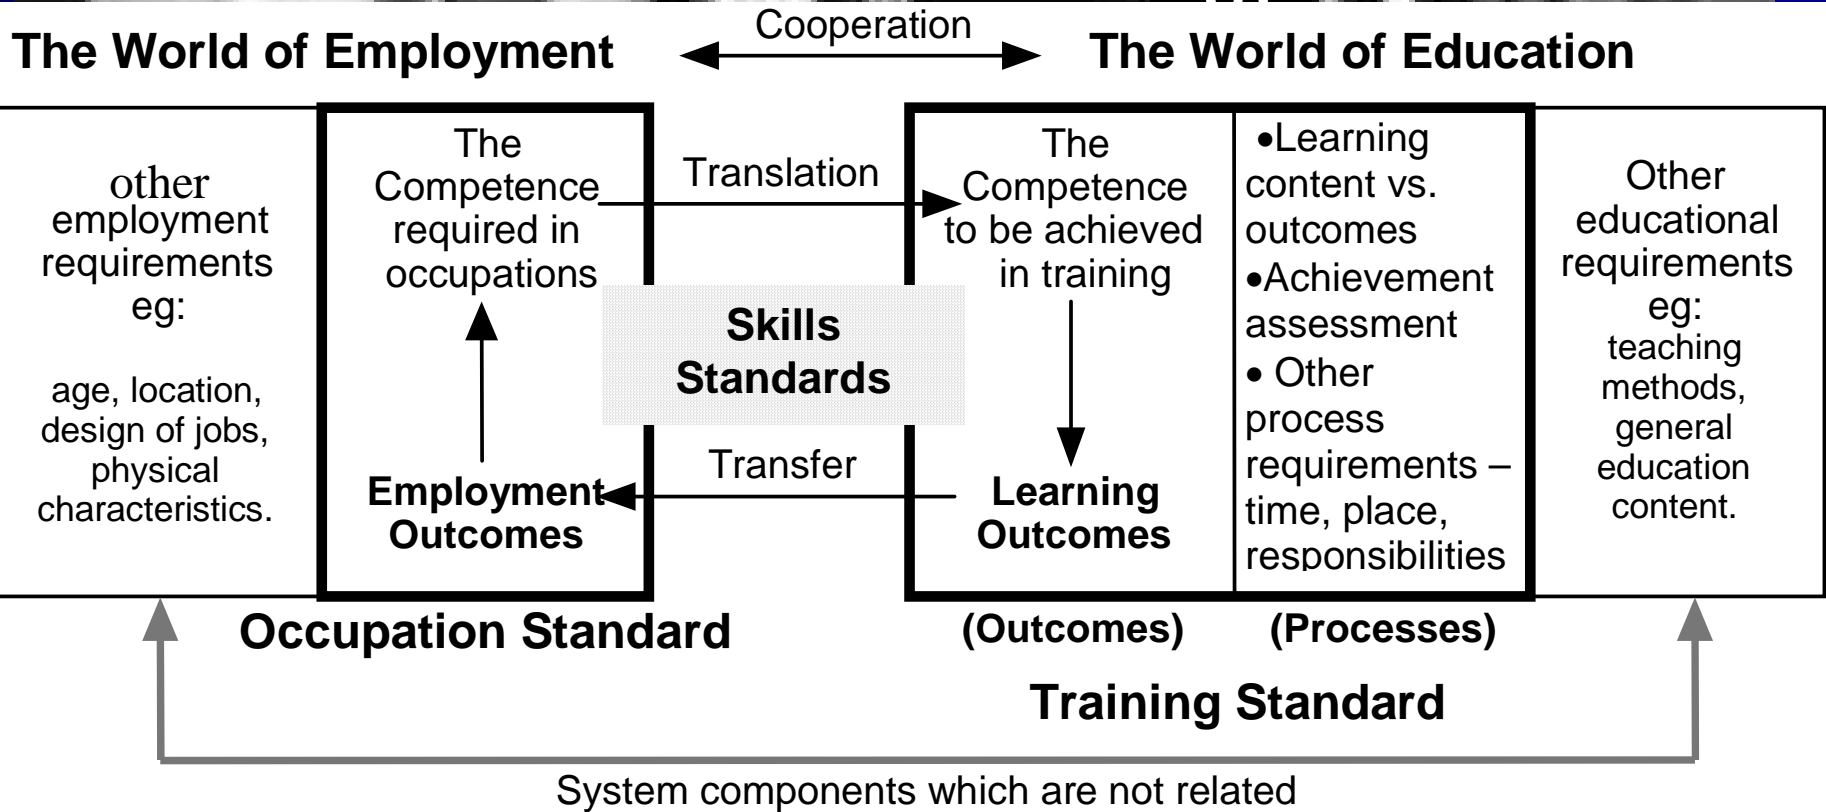 Cooperation
The World of Employment
The World of Education
other
employment
requirements
eg:
age, location,
design of jobs,
physical
characteristics.
The
Competence
required in
occupations
Employment
Outcomes
Translation
Skills
Standards
Transfer
The
Competence
to be achieved
in training
Learning
Outcomes
•Learning
content vs.
outcomes
•Achievement
assessment
• Other
process
requirements –
time, place,
responsibilities
Other
educational
requirements
eg:
teaching
methods,
general
education
content.
Occupation Standard
(Outcomes)
(Processes)
Training Standard
System components which are not related